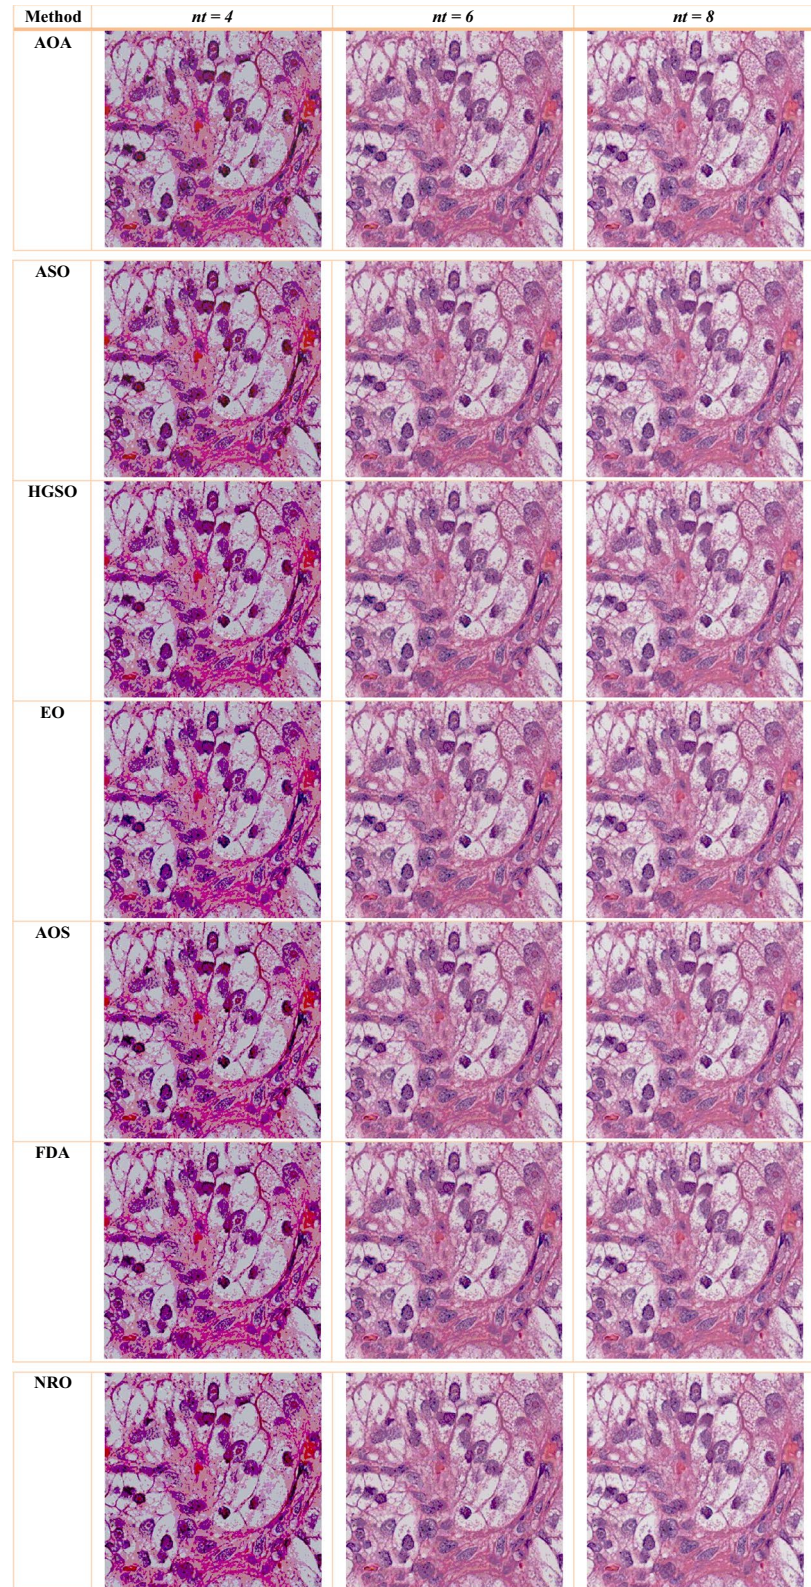 Method nt = 4 nt = 6 nt = 8
AOA
ASO
HGSO
EO
AOS
FDA
NRO